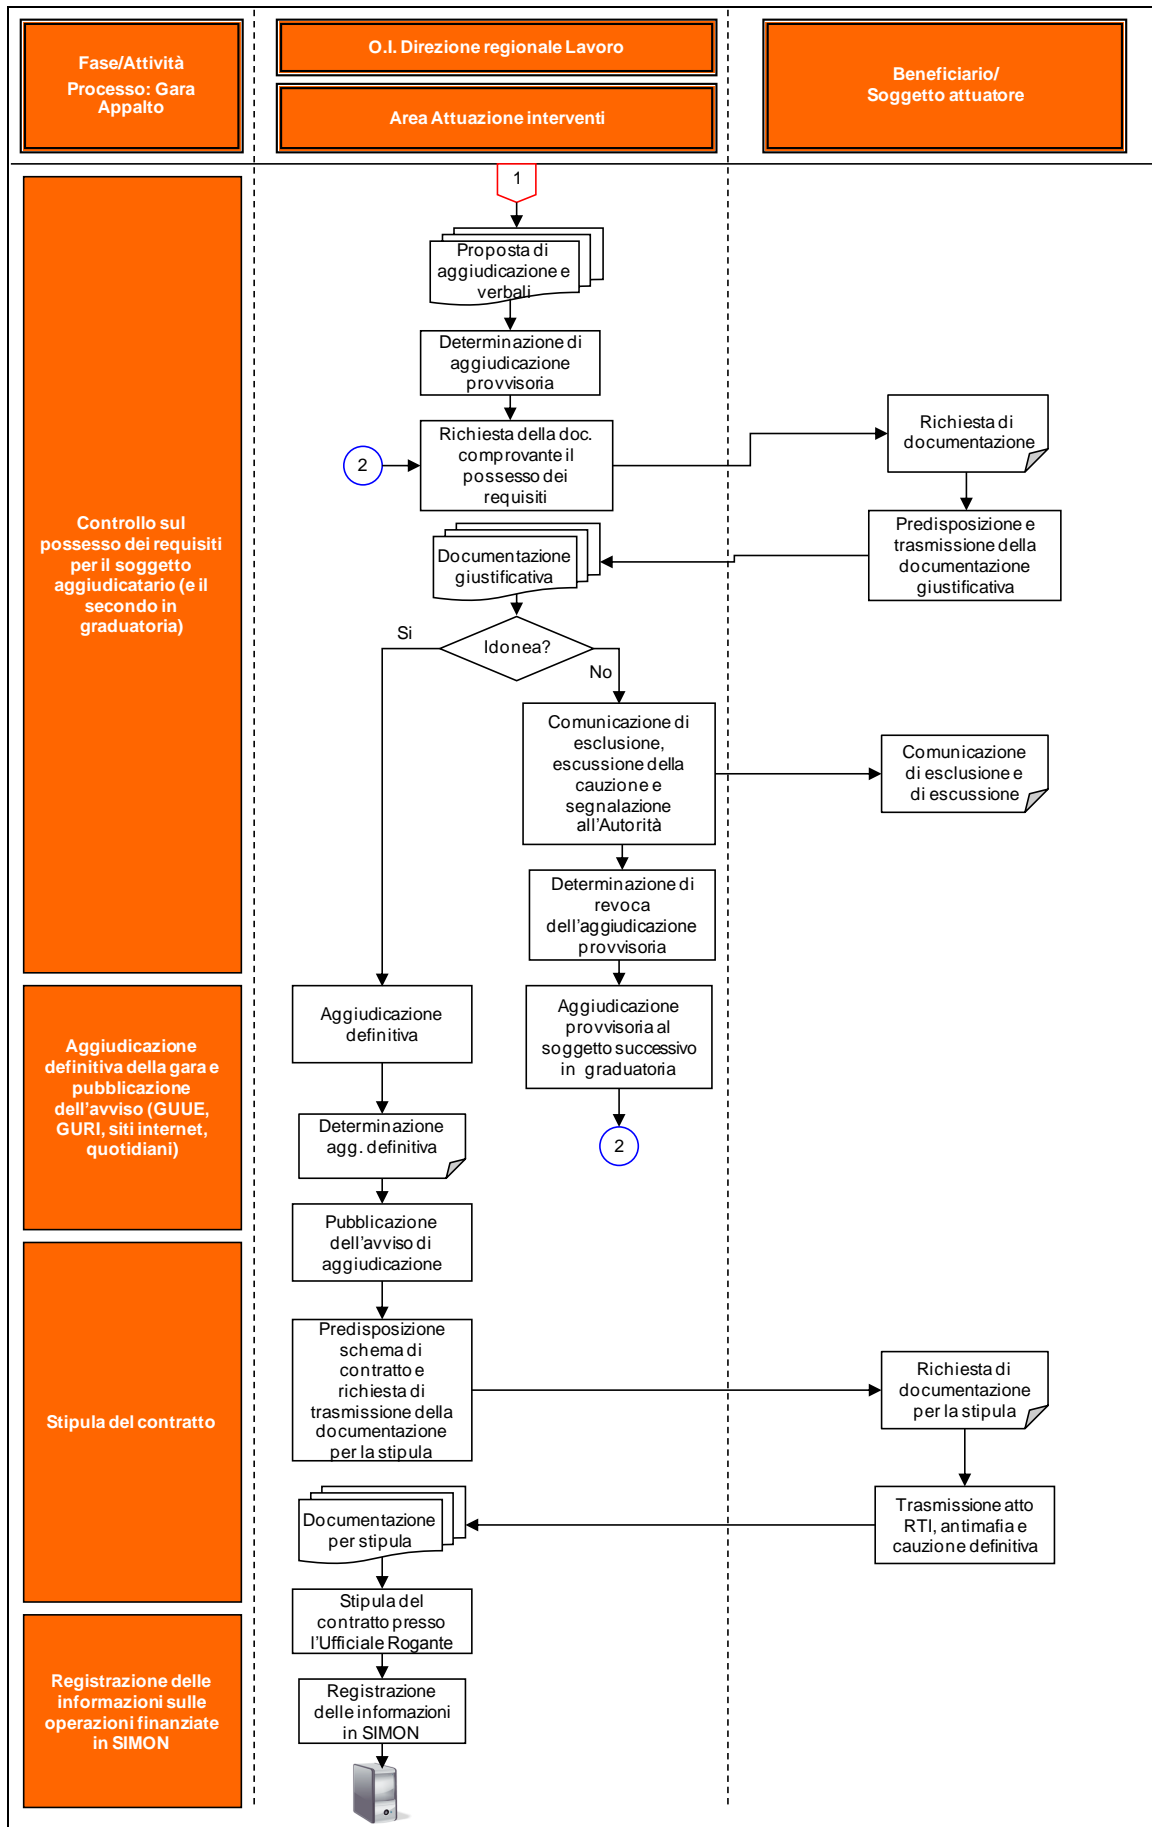 Fase/Attività
Processo: Gara
Appalto
O.I. Direzione regionale Lavoro
Area Attuazione interventi
Beneficiario/
Soggetto attuatore
Controllo sul
possesso dei requisiti
per il soggetto
aggiudicatario (e il
secondo in
graduatoria)
1
Proposta di
aggiudicazione e
verbali
Determinazione di
aggiudicazione
provvisoria
2
Richiesta della doc.
comprovante il
possesso dei
requisiti
Richiesta di
documentazione
Predisposizione e
trasmissione della
documentazione
giustificativa
Documentazione
giustificativa
Idonea?
Si
No
Comunicazione di
esclusione,
escussione della
cauzione e
segnalazione
all'Autorità
Comunicazione
di esclusione e
di escussione
Determinazione di
revoca
dell'aggiudicazione
provvisoria
Aggiudicazione
definitiva della gara e
pubblicazione
dell'avviso (GUUE,
GURI, siti internet,
quotidiani)
Aggiudicazione
definitiva
Aggiudicazione
provvisoria al
soggetto successivo
in graduatoria
2
Determinazione
agg. definitiva
Pubblicazione
dell'avviso di
aggiudicazione
Stipula del contratto
Predisposizione
schema di
contratto e
richiesta di
trasmissione della
documentazione
per la stipula
Richiesta di
documentazione
per la stipula
Trasmissione atto
RTI, antimafia e
cauzione definitiva
Documentazione
per stipula
Stipula del
contratto presso
l'Ufficiale Rogante
Registrazione delle
informazioni sulle
operazioni finanziate
in SIMON
Registrazione
delle informazioni
in SIMON